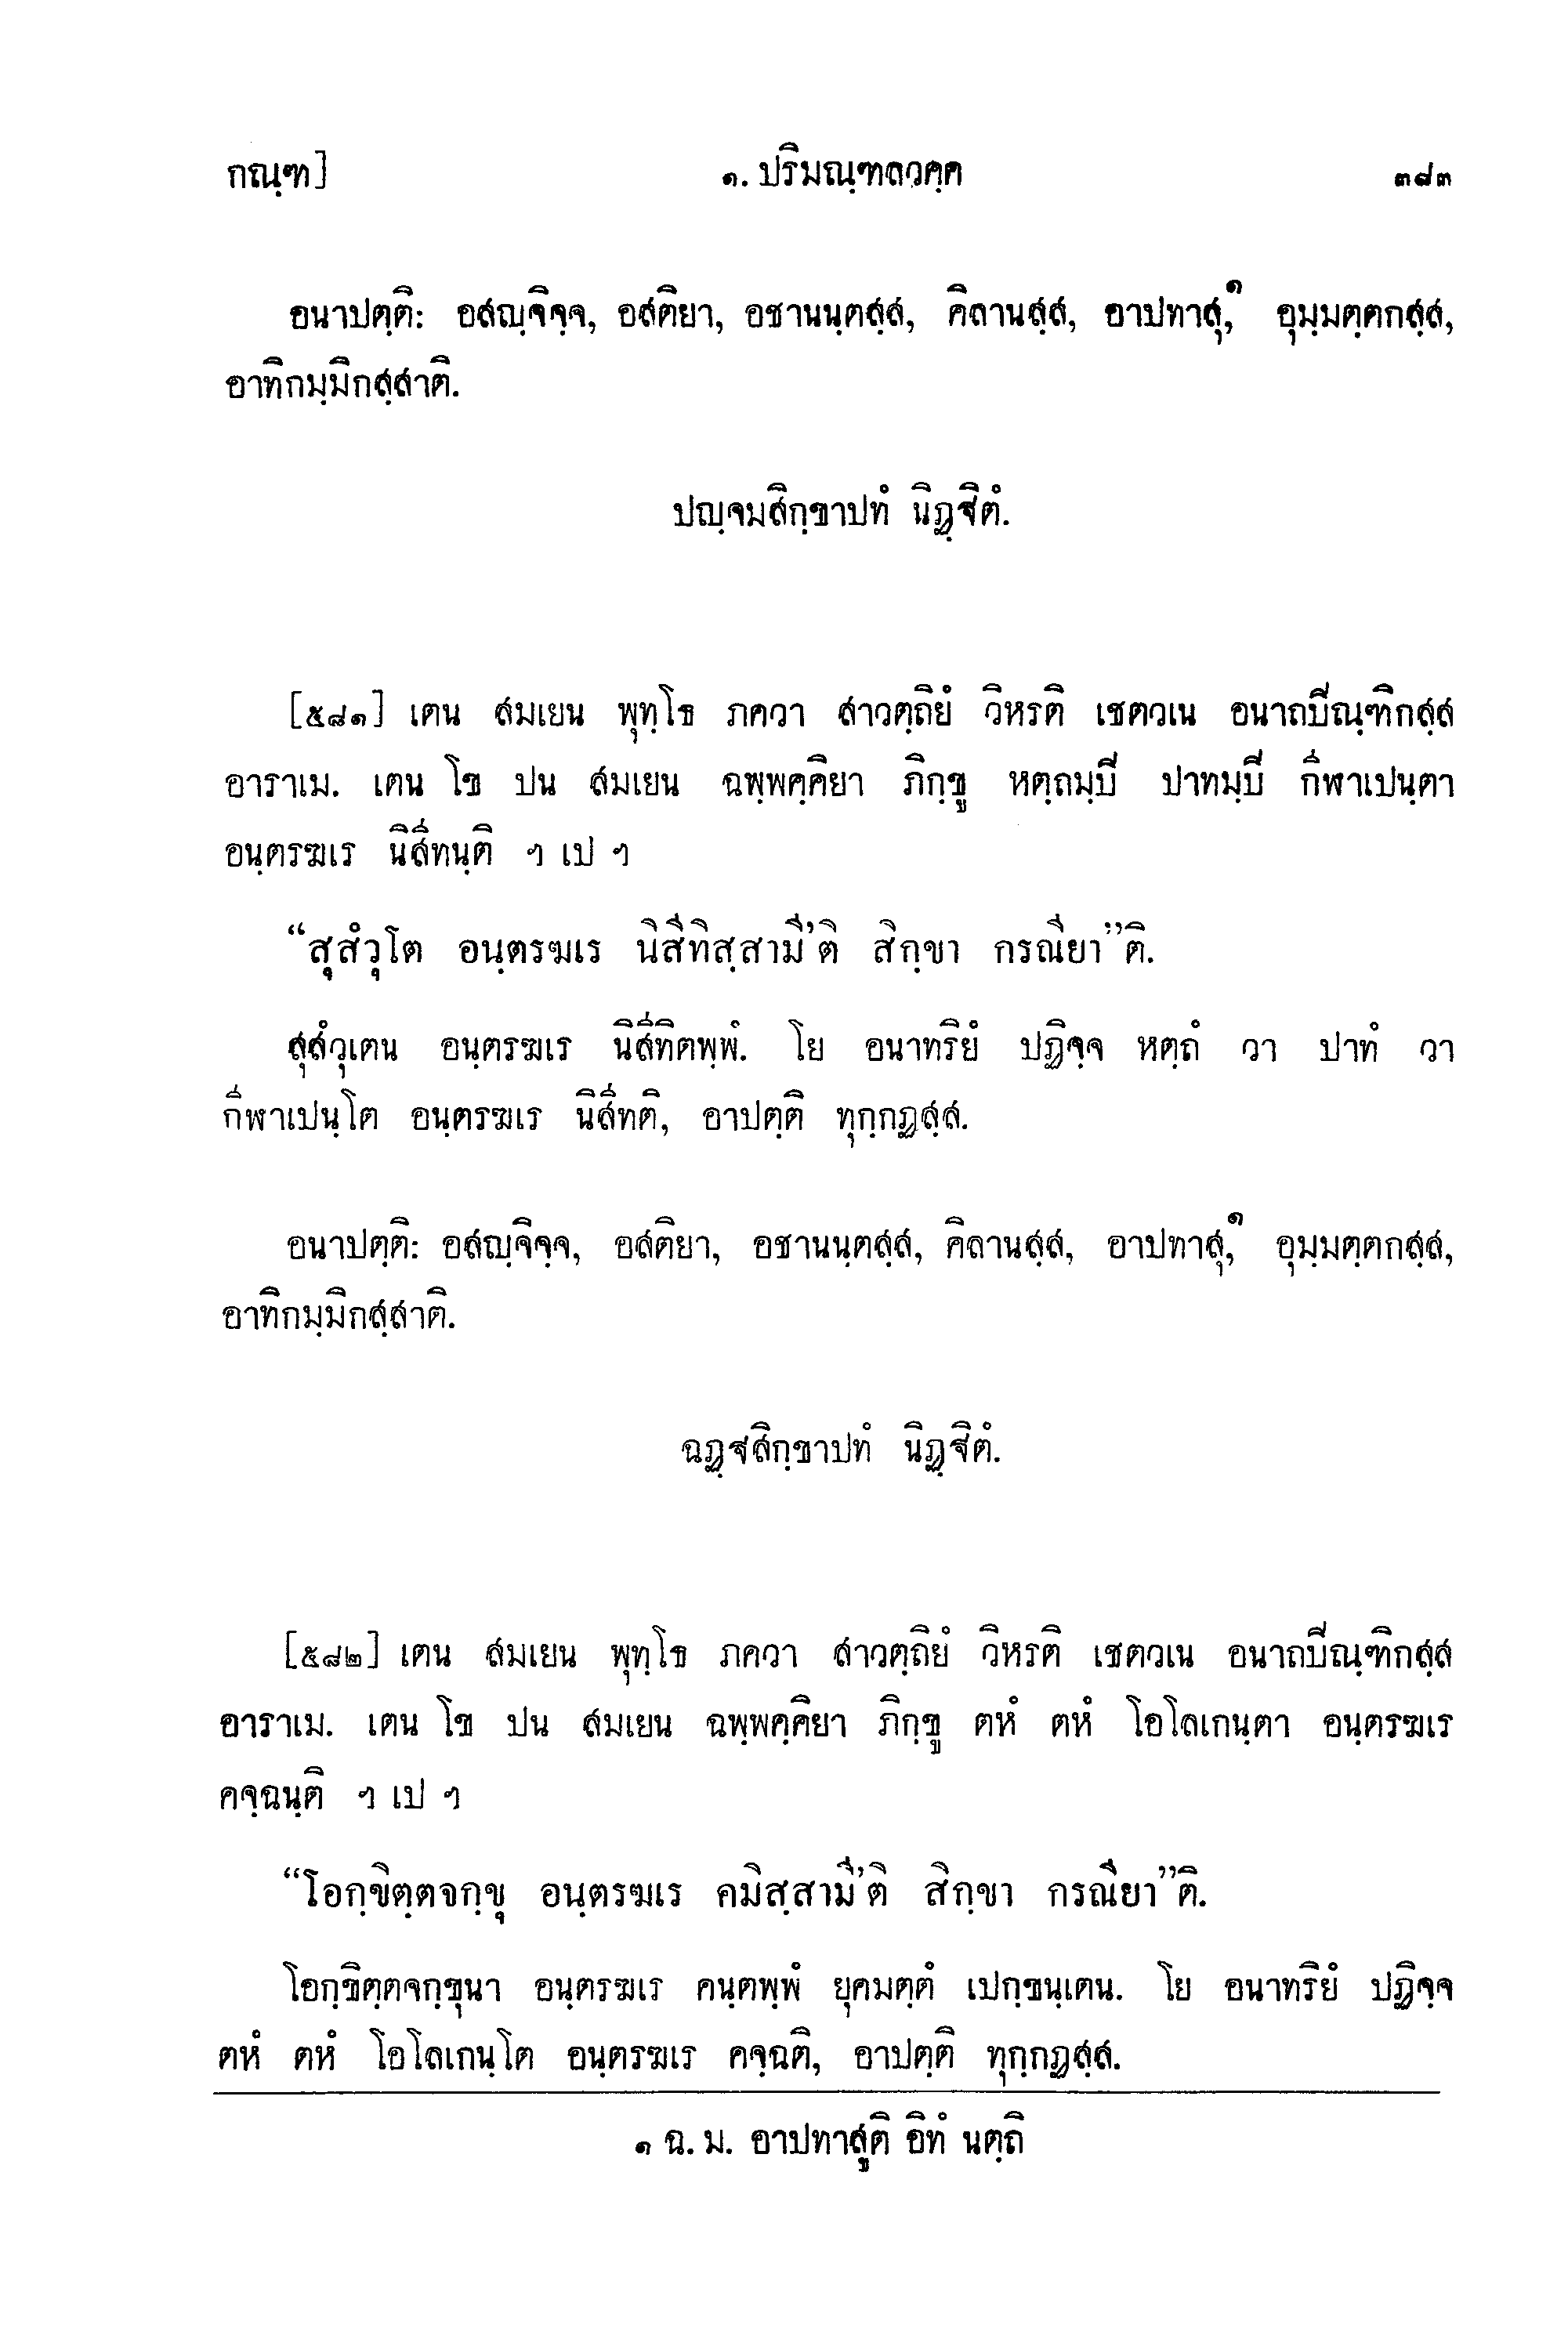 กณฺฑ] ๑. ปริมณฺฑลวคฺค ๓๘๓
อนาปตฺติ: อสญฺจิจฺจ, อสติยา, อชานนฺตสฺส, คิลานสฺส, อาปทาสุ,๑ อุมฺมตฺตกสฺส,
อาทิกมฺมิกสฺสาติ.
ปญฺจมสิกฺขาปทํ นิฏฺฐิตํ.
[๕๘๑] เตน สมเยน พุทฺโธ ภควา สาวตฺถิยํ วิหรติ เชตวเน อนาถปิณฺฑิกสฺส
อาราเม. เตน โข ปน สมเยน ฉพฺพคฺคิยา ภิกฺขู หตฺถมฺปิ ปาทมฺปิ กีฬาเปนฺตา
อนฺตรฆเร นิสีทนฺติ ฯ เป ฯ
“สุสํวุโต อนฺตรฆเร นิสีทิสฺสามี’ติ สิกฺขา กรณียา”ติ.
สุสํวุเตน อนฺตรฆเร นิสีทิตพฺพํ. โย อนาทริยํ ปฏิจฺจ หตฺถํ วา ปาทํ วา
กีฬาเปนฺโต อนฺตรฆเร นิสีทติ, อาปตฺติ ทุกฺกฏสฺส.
อนาปตฺติ: อสญฺจิจฺจ, อสติยา, อชานนฺตสฺส, คิลานสฺส, อาปทาสุ,๑ อุมฺมตฺตกสฺส,
อาทิกมฺมิกสฺสาติ.
ฉฏฺฐสิกฺขาปทํ นิฏฺฐิตํ.
[๕๘๒] เตน สมเยน พุทฺโธ ภควา สาวตฺถิยํ วิหรติ เชตวเน อนาถปิณฺฑิกสฺส
อาราเม. เตน โข ปน สมเยน ฉพฺพคฺคิยา ภิกฺขู ตหํ ตหํ โอโลเกนฺตา อนฺตรฆเร
คจฺฉนฺติ ฯ เป ฯ
“โอกฺขิตฺตจกฺขุ อนฺตรฆเร คมิสฺสามี’ติ สิกฺขา กรณียา”ติ.
โอกฺขิตฺตจกฺขุนา อนฺตรฆเร คนฺตพฺพํ ยุคมตฺตํ เปกฺขนฺเตน. โย อนาทริยํ ปฏิจฺจ
ตหํ ตหํ โอโลเกนฺโต อนฺตรฆเร คจฺฉติ, อาปตฺติ ทุกฺกฏสฺส.
๑ ฉ. ม. อาปทาสูติ อิทํ นตฺถิ